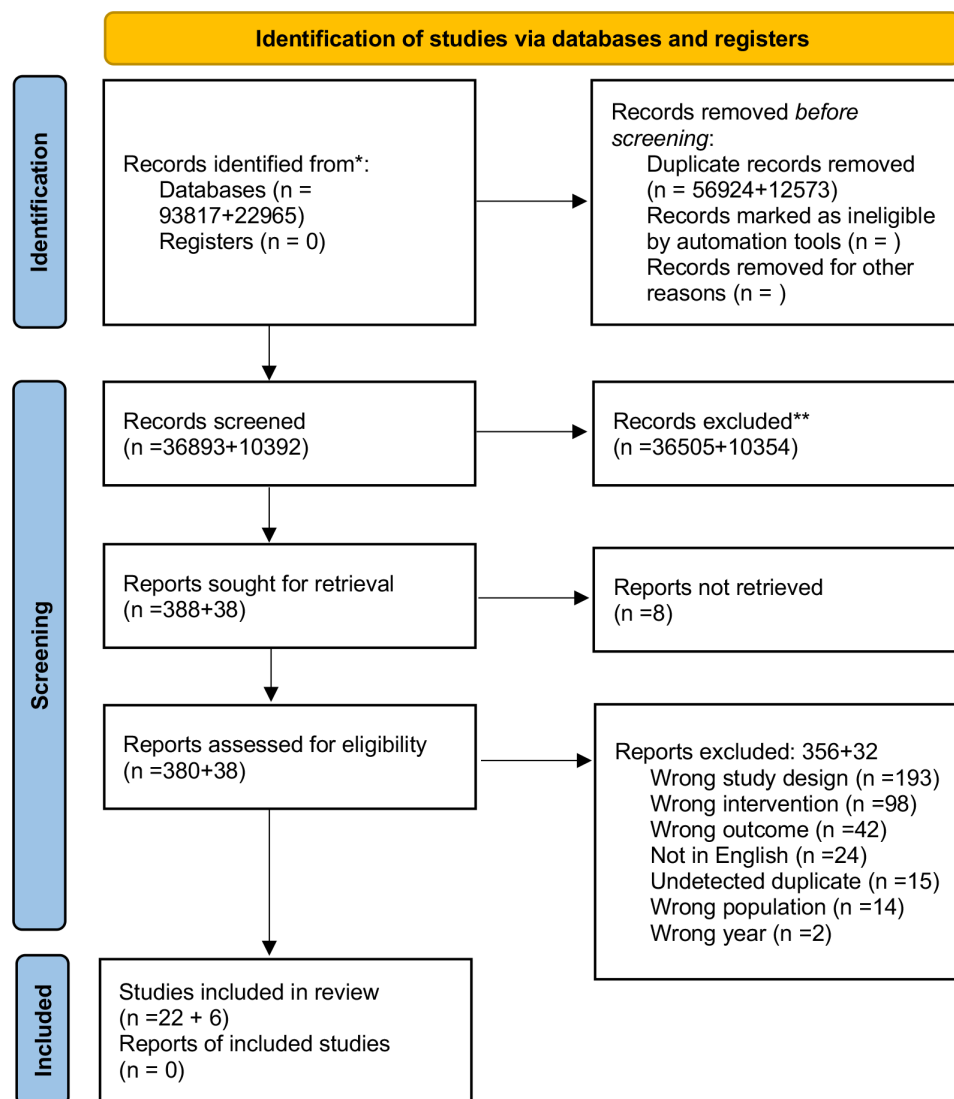 Identification of studies via databases and registers
Identification
Records identified from*:
Databases (n =
93817+22965)
Registers (n = 0)
Records removed before
screening:
Duplicate records removed
(n = 56924+12573)
Records marked as ineligible
by automation tools (n = )
Records removed for other
reasons (n = )
Screening
Records screened
(n =36893+10392)
Records excluded**
(n =36505+10354)
Reports sought for retrieval
(n =388+38)
Reports not retrieved
(n =8)
Reports assessed for eligibility
(n =380+38)
Reports excluded: 356+32
Wrong study design (n =193)
Wrong intervention (n =98)
Wrong outcome (n =42)
Not in English (n =24)
Undetected duplicate (n =15)
Wrong population (n =14)
Wrong year (n =2)
Included
Studies included in review
(n =22 + 6)
Reports of included studies
(n = 0)